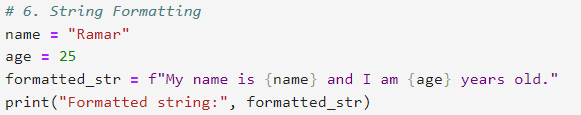 # 6. String Formatting
name = "Ramar"
age = 25
formatted_str = f"My name is {name} and I am {age} years old."
print("Formatted string:", formatted_str)